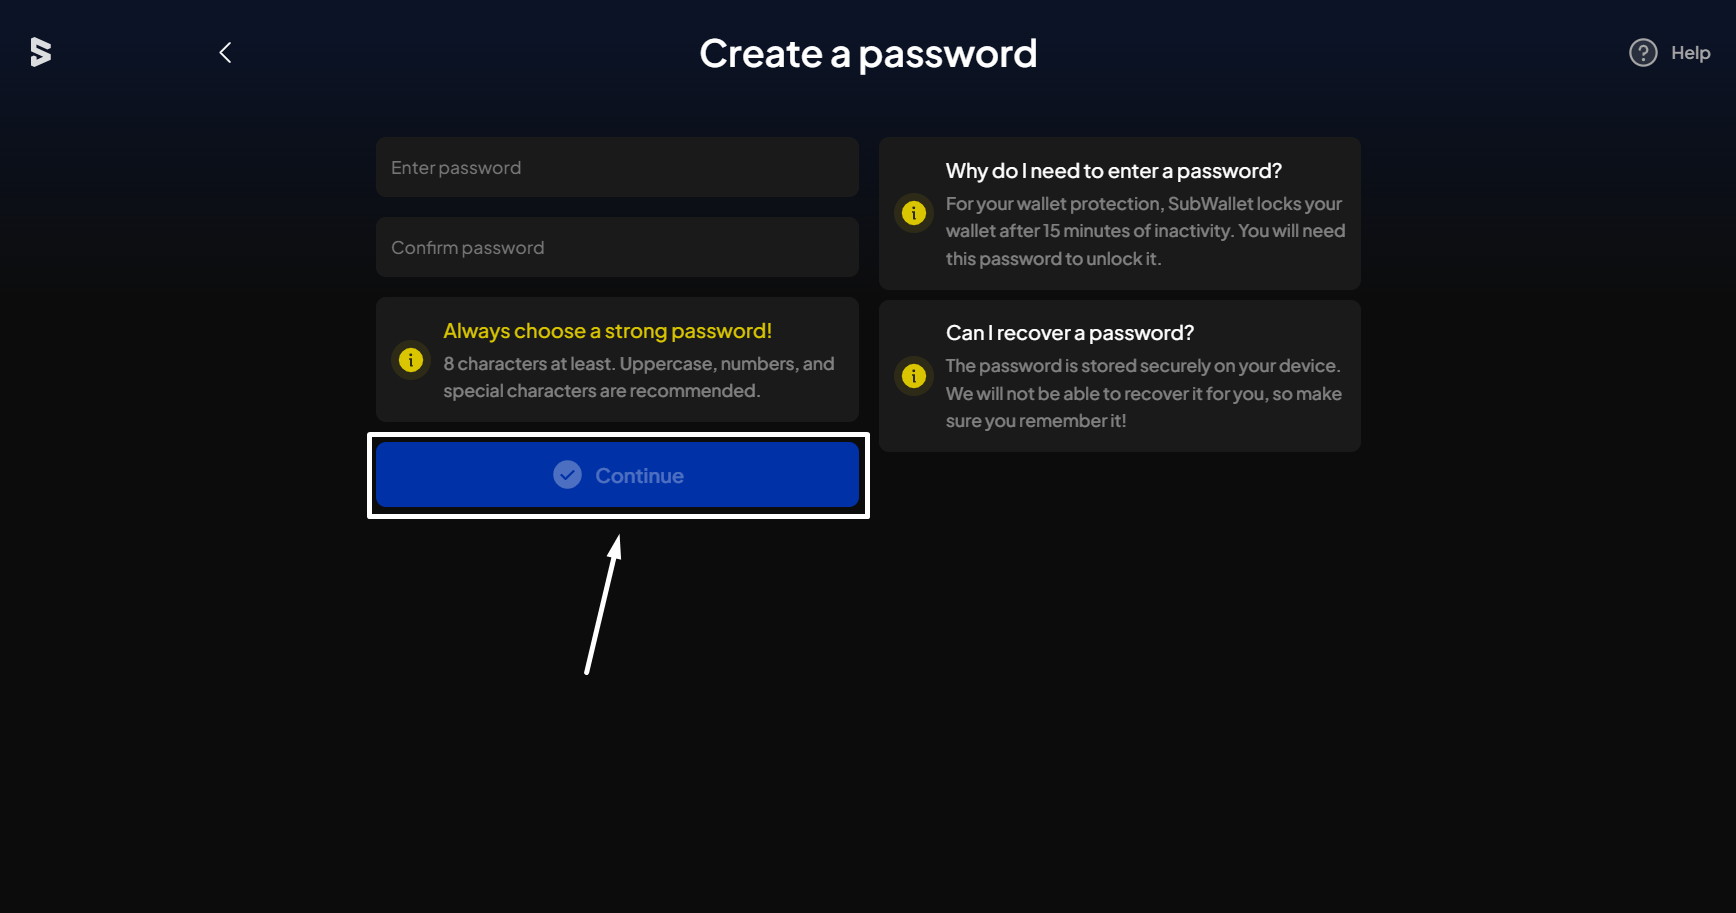 Create a password
Help
Enter password
Confirm password
Always choose a strong password!
8 characters at least. Uppercase, numbers, and
special characters are recommended.
Continue
Why do I need to enter a password?
For your wallet protection, SubWallet locks your
wallet after 15 minutes of inactivity. You will need
this password to unlock it.
Can I recover a password?
The password is stored securely on your device.
We will not be able to recover it for you, so make
sure you remember it!